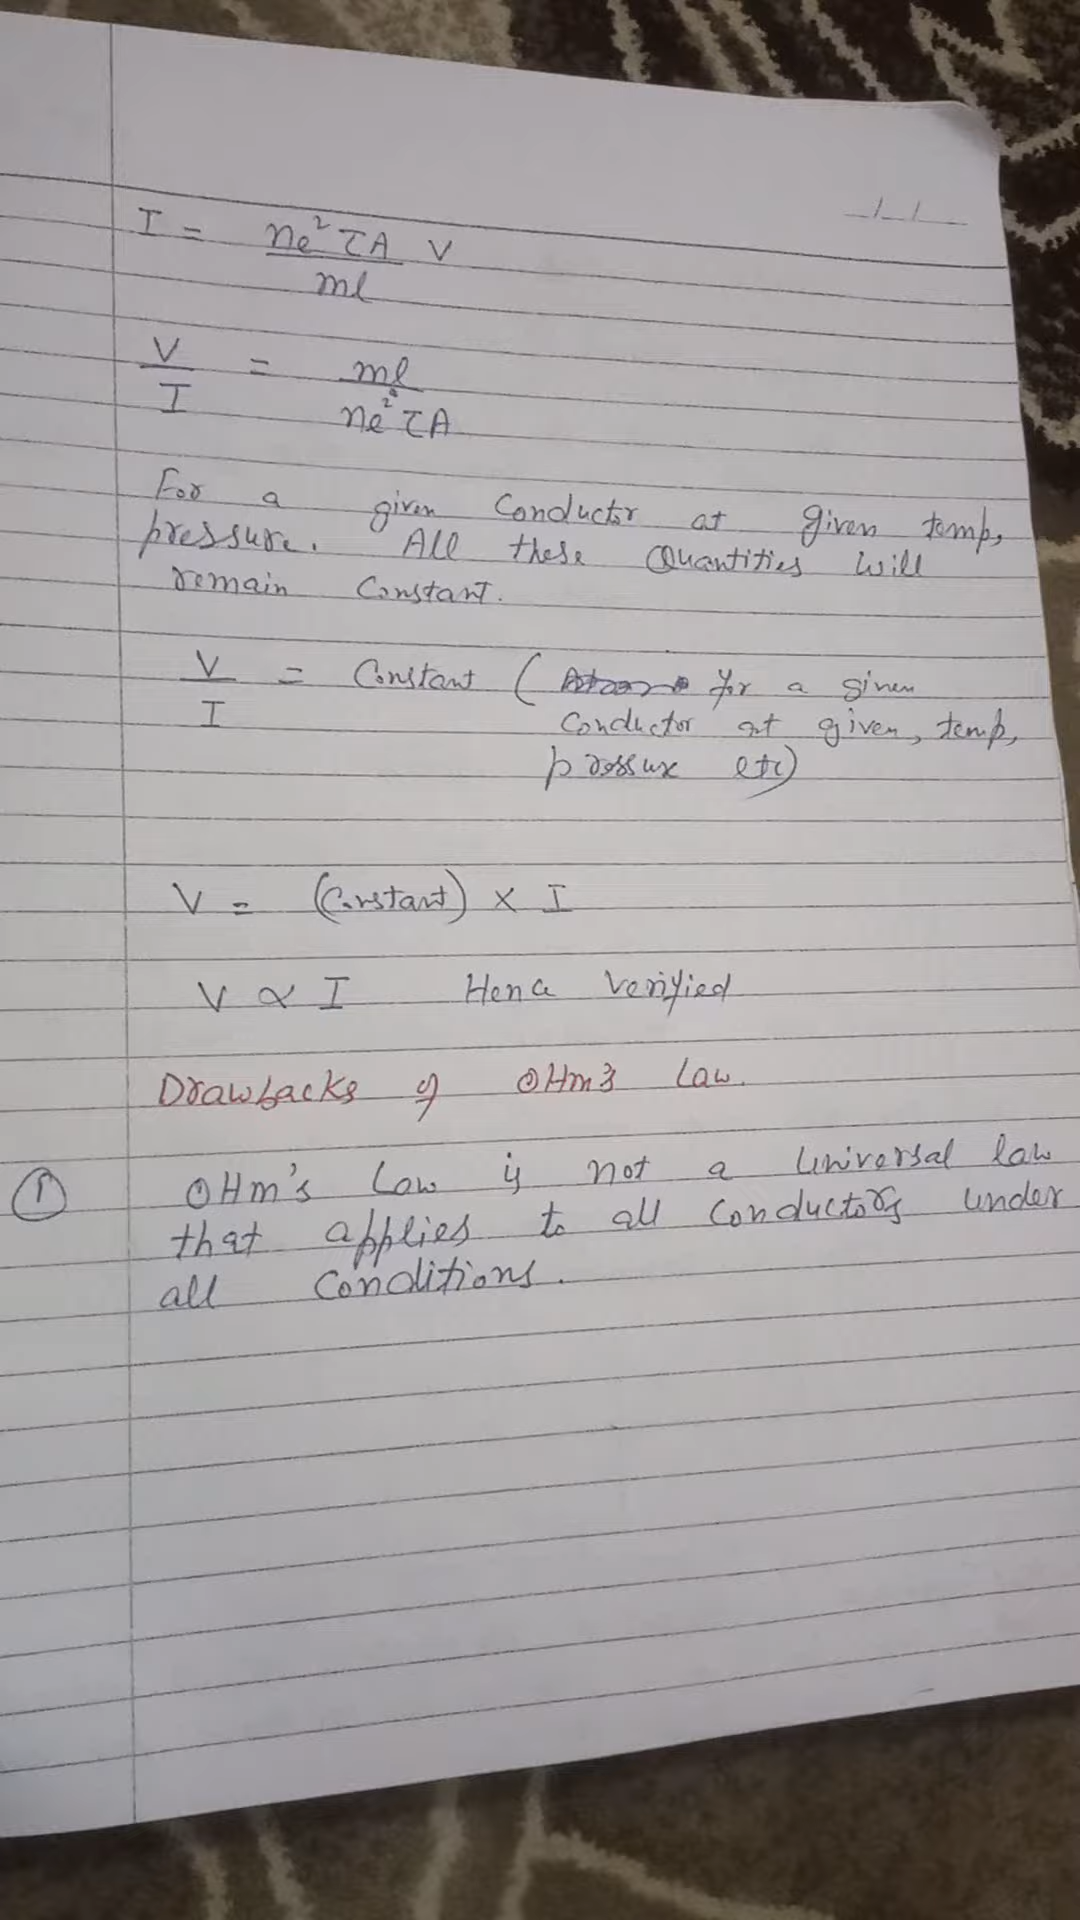 I = ne²τA V
ml
V = ml
I ne²τA
For a given Conductor at given temp,
pressure. All these Quantities will
remain Constant.
V = Constant ( for a given
I conductor at given, temp,
pressure etc)
V = (Constant) × I
V ∝ I Hence Verified
Drawbacks of OHm's Law.
① OHm's Law is not a Universal law
that applies to all Conductors under
all Conditions.